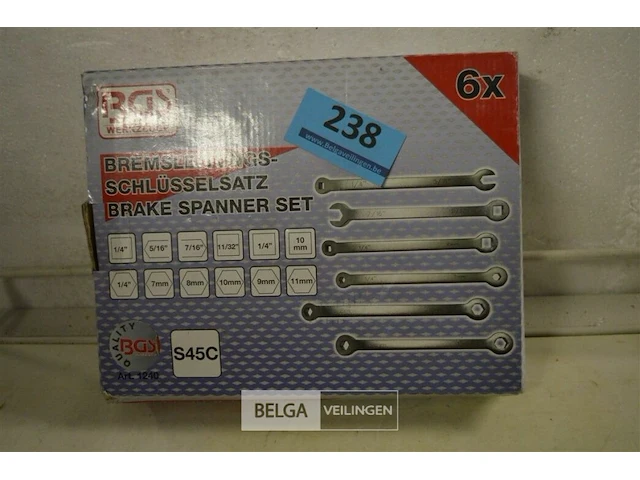 BGS
6x
238
www.Belgaveilingen.be
SCHLÜSSELSATZ
BRAKE SPANNER SET
1/4" 5/16" 7/16" 11/32" 1/4" 10 mm
1/4" 7mm 8mm 10mm 9mm 11mm
QUALITY
BGS
S45C
Art. 1240
BELGA VEILINGEN